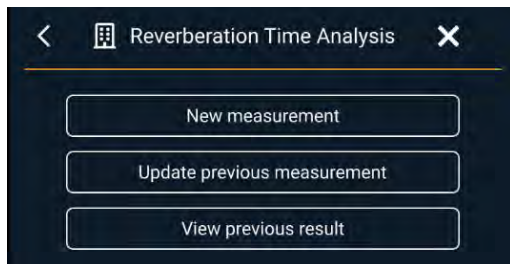 Reverberation Time Analysis
New measurement
Update previous measurement
View previous result